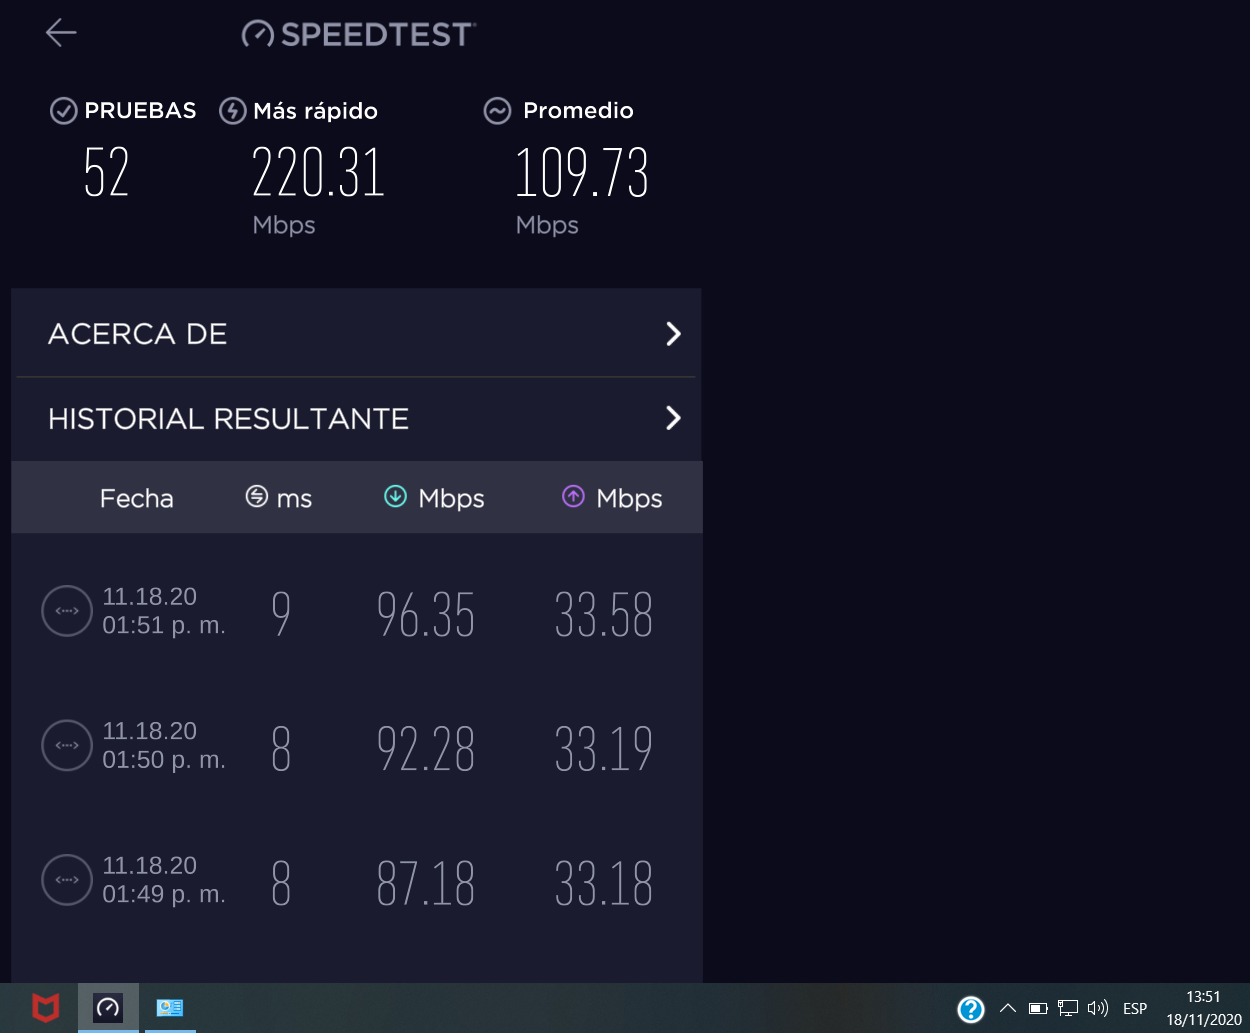 SPEEDTEST
PRUEBAS Más rápido Promedio
52 220.31 109.73
Mbps Mbps
ACERCA DE
HISTORIAL RESULTANTE
Fecha ms Mbps Mbps
11.18.20
01:51 p. m. 9 96.35 33.58
11.18.20
01:50 p. m. 8 92.28 33.19
11.18.20
01:49 p. m. 8 87.18 33.18
ESP 13:51
18/11/2020